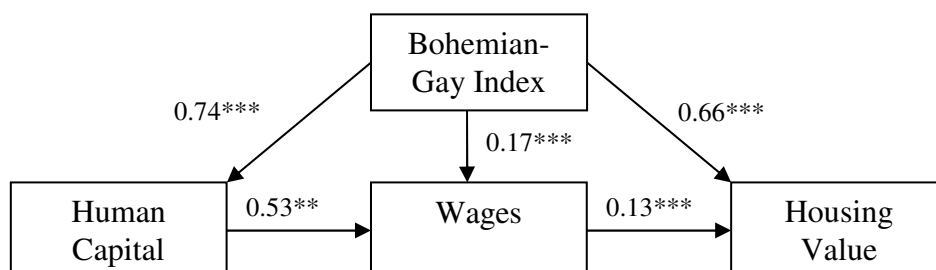 Bohemian-
Gay Index
0.74***
0.66***
0.17***
Human
Capital
0.53**
Wages
0.13***
Housing
Value